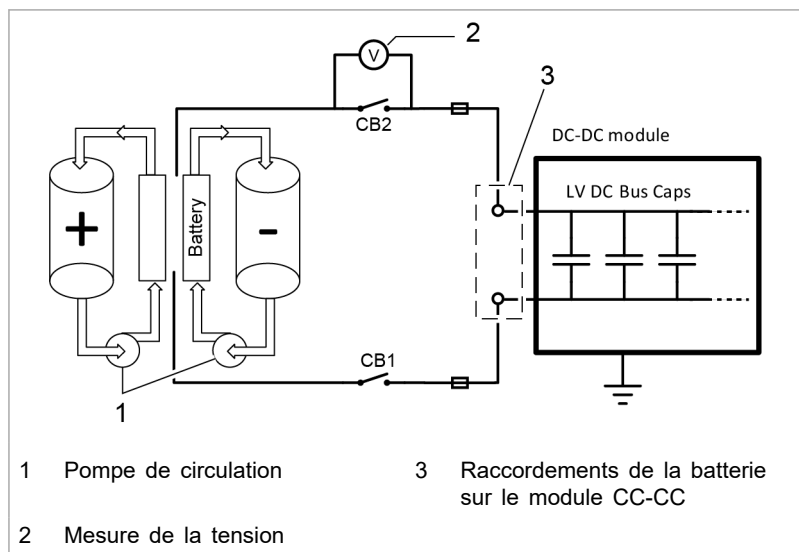 2
V
3
CB2
DC-DC module
LV DC Bus Caps
+
Battery
-
CB1
1
1 Pompe de circulation
3 Raccordements de la batterie
sur le module CC-CC
2 Mesure de la tension